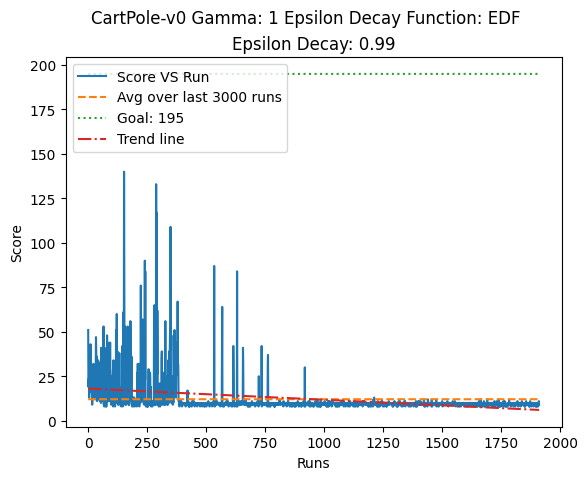 CartPole-v0 Gamma: 1 Epsilon Decay Function: EDF
Epsilon Decay: 0.99
200
175
150
125
100
75
50
25
0
Score
Score VS Run
Avg over last 3000 runs
Goal: 195
Trend line
0
250
500
750
1000
1250
1500
1750
2000
Runs